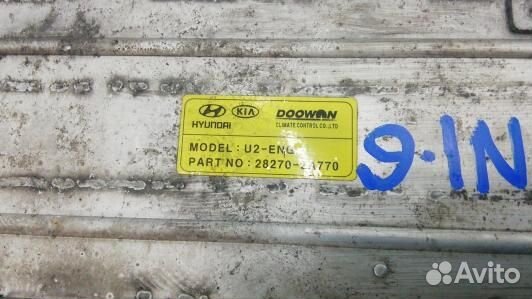 HYUNDAI KIA DOOWON
CLIMATE CONTROL CO.,LTD
MODEL : U2-ENG
PART NO : 28270-2A770
9-IN
Avito